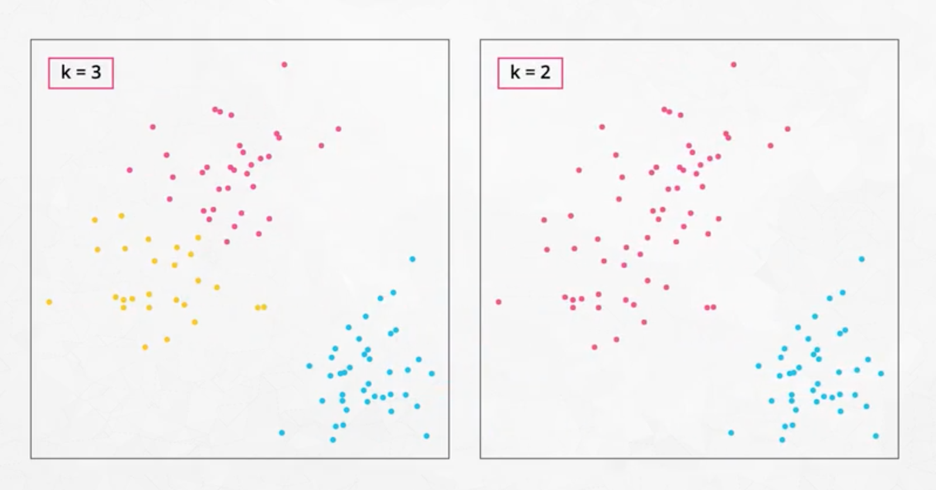 k = 3
k = 2